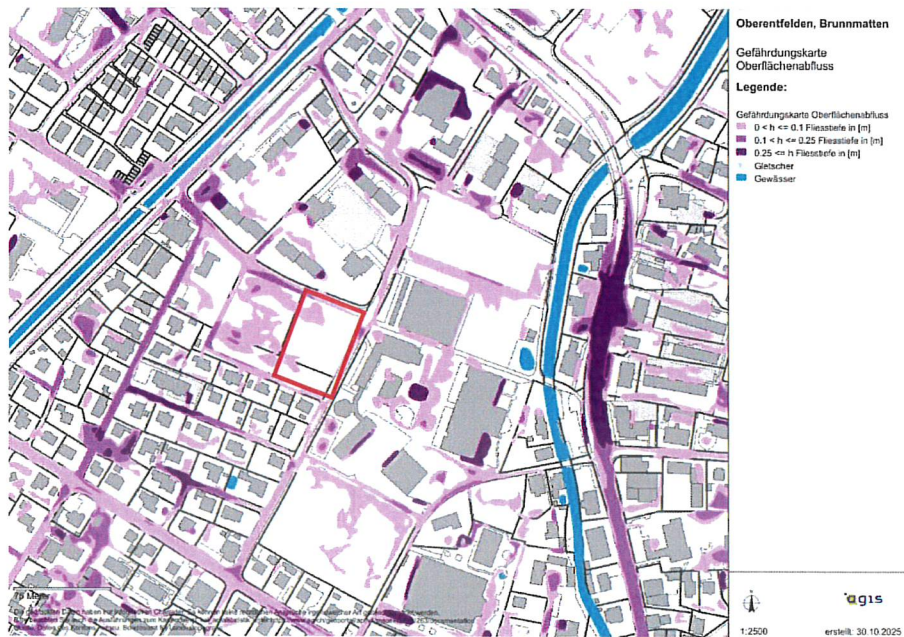 Oberentfelden, Brunnmatten
Gefährdungskarte
Oberflächenabfluss
Legende:
Gefährdungskarte Oberflächenabfluss
0 < h <= 0.1 Fliesstiefe in [m]
0.1 < h <= 0.25 Fliesstiefe in [m]
0.25 <= h Fliesstiefe in [m]
Gletscher
Gewässer
75 Meter
agis
1:2500
erstellt: 30.10.2025